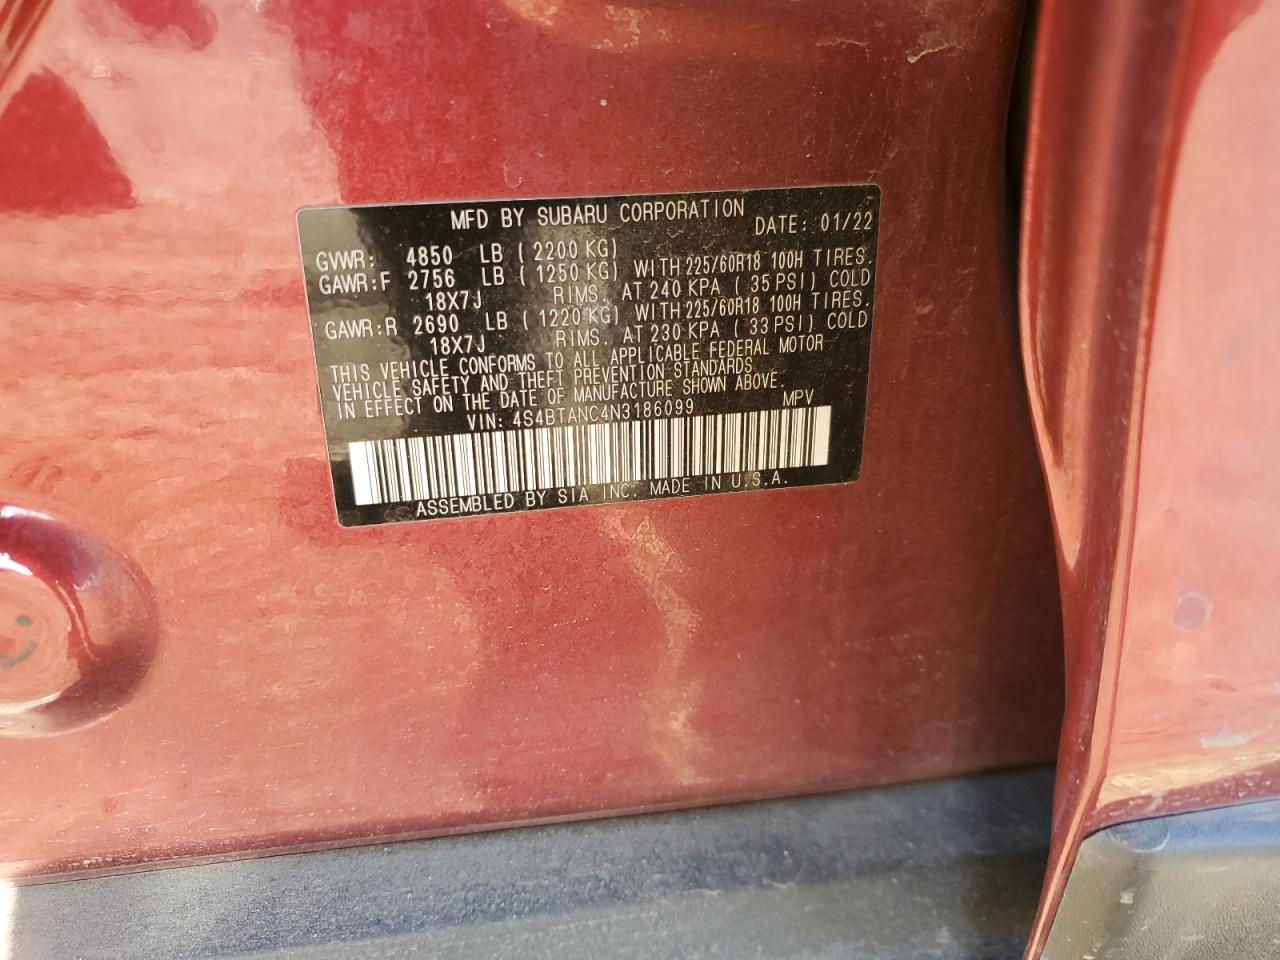 MFD BY SUBARU CORPORATION DATE: 01/22
GVWR: 4850 LB ( 2200 KG)
GAWR:F 2756 LB ( 1250 KG) WITH 225/60R18 100H TIRES.
18X7J RIMS. AT 240 KPA ( 35 PSI) COLD
GAWR:R 2690 LB ( 1220 KG) WITH 225/60R18 100H TIRES.
18X7J RIMS. AT 230 KPA ( 33 PSI) COLD
THIS VEHICLE CONFORMS TO ALL APPLICABLE FEDERAL MOTOR
VEHICLE SAFETY AND THEFT PREVENTION STANDARDS
IN EFFECT ON THE DATE OF MANUFACTURE SHOWN ABOVE.
VIN: 4S4BTANC4N3186099 MPV
ASSEMBLED BY SIA INC. MADE IN U.S.A.